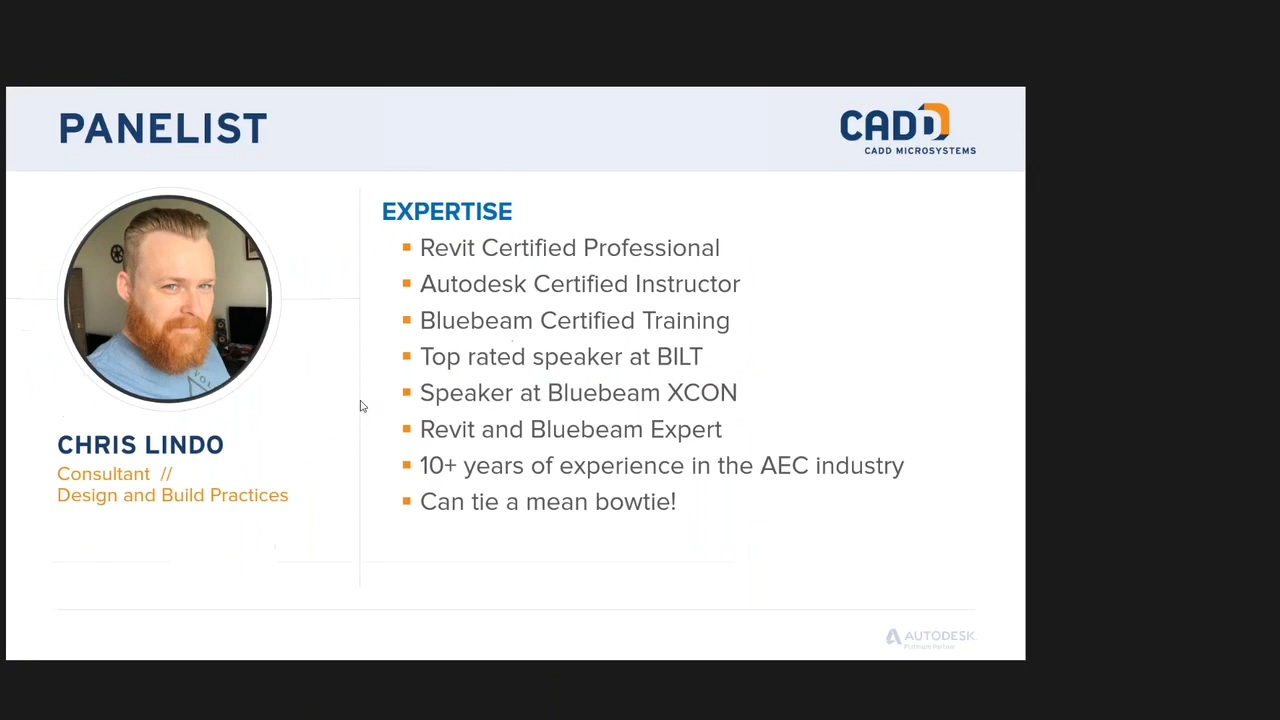 PANELIST
CADD
CADD MICROSYSTEMS
EXPERTISE
Revit Certified Professional
Autodesk Certified Instructor
Bluebeam Certified Training
Top rated speaker at BILT
Speaker at Bluebeam XCON
Revit and Bluebeam Expert
10+ years of experience in the AEC industry
Can tie a mean bowtie!
CHRIS LINDO
Consultant //
Design and Build Practices
AUTODESK
Platinum Partner